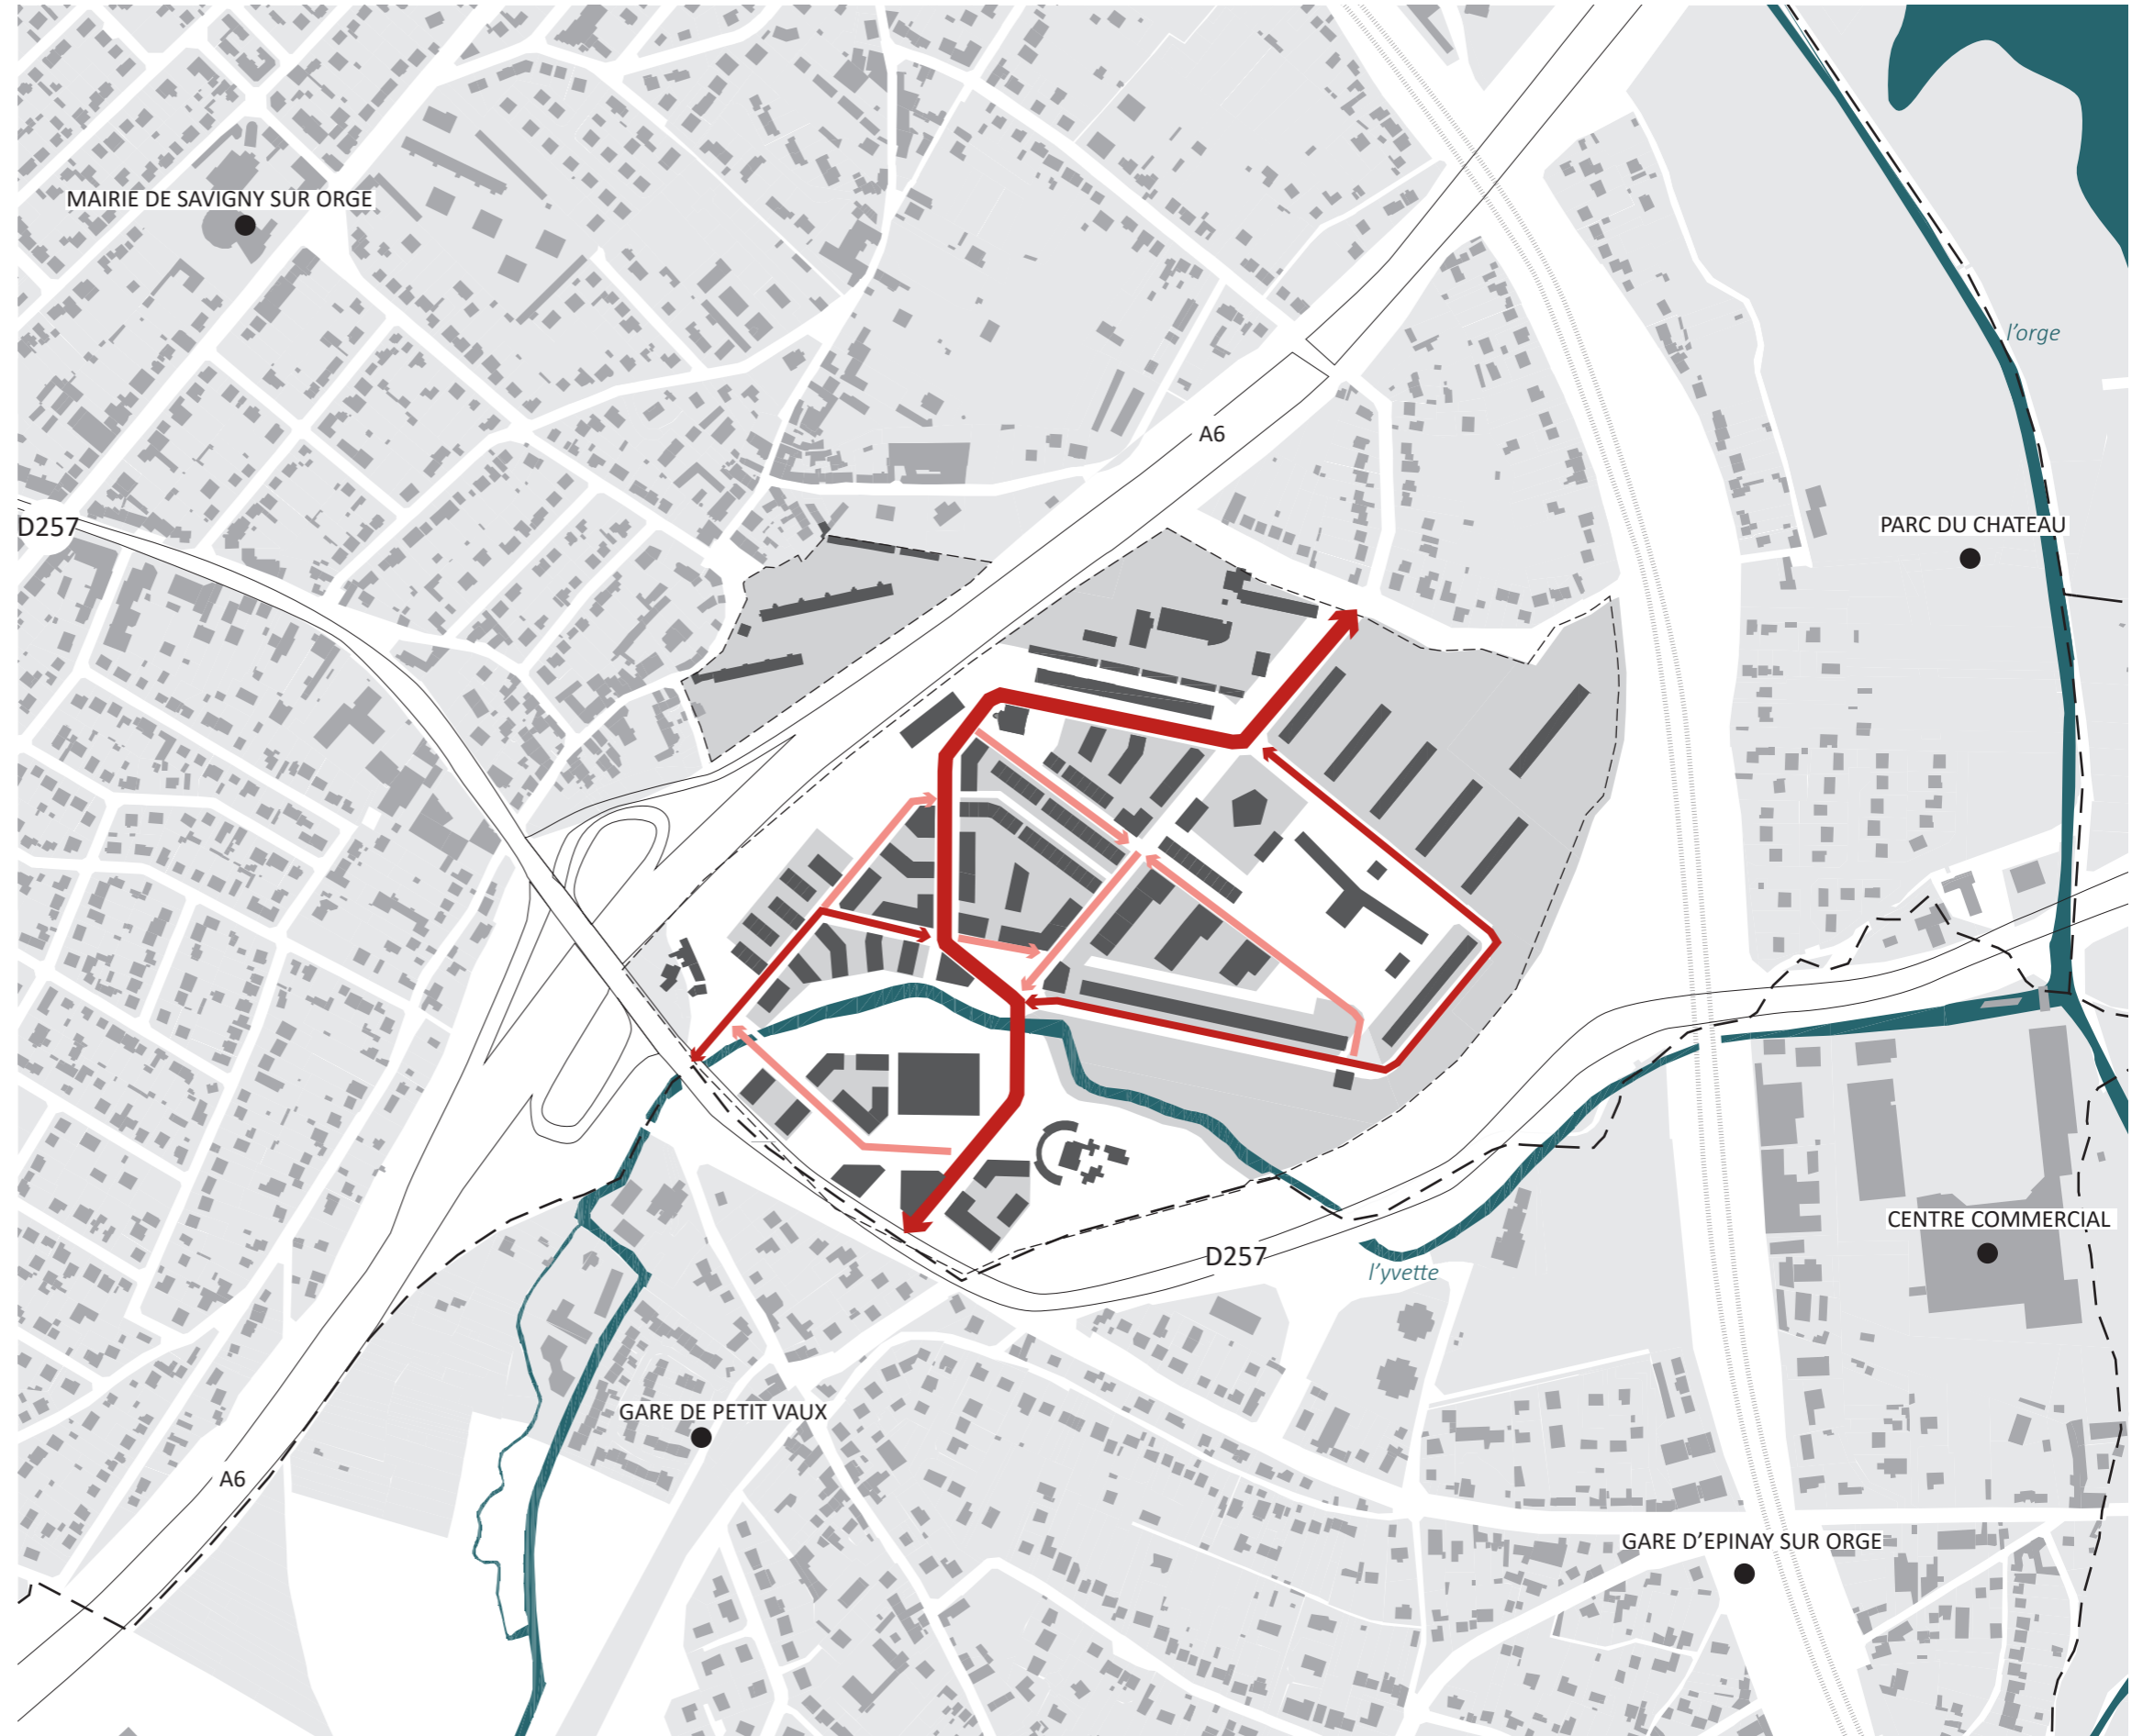 MAIRIE DE SAVIGNY SUR ORGE
l'orge
A6
D257
PARC DU CHATEAU
CENTRE COMMERCIAL
D257
l'yvette
GARE DE PETIT VAUX
A6
GARE D'EPINAY SUR ORGE